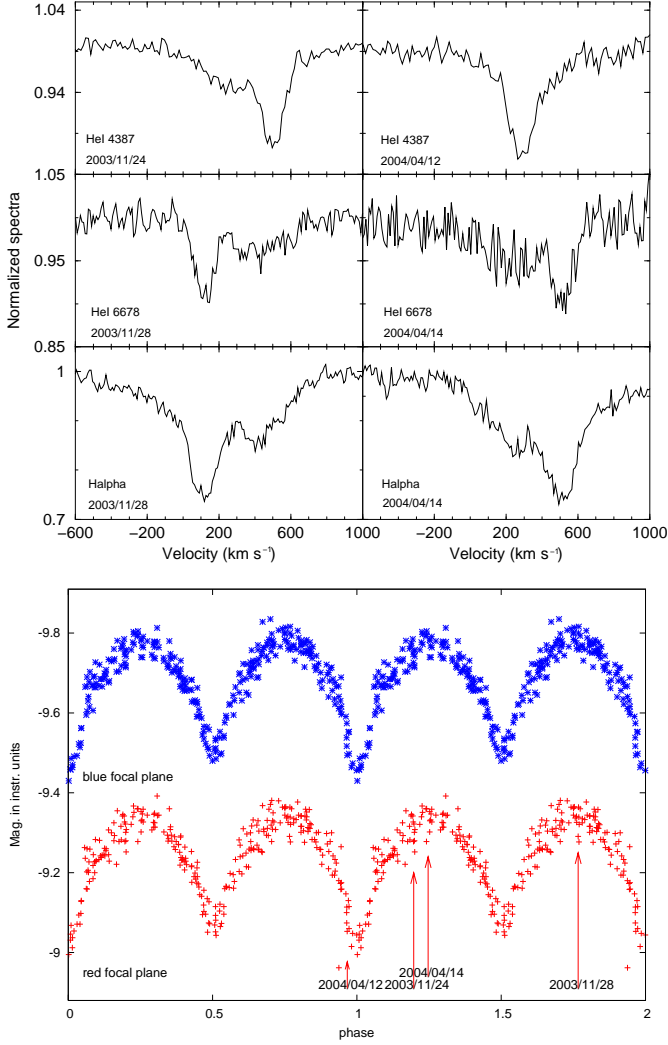 1.04
0.94
HeI 4387
2003/11/24
HeI 4387
2004/04/12
1.05
Normalized spectra
0.95
HeI 6678
2003/11/28
HeI 6678
2004/04/14
0.85
1
Halpha
2003/11/28
Halpha
2004/04/14
0.7
−600 −200 200 600 1000 −200 200 600 1000
Velocity (km s⁻¹) Velocity (km s⁻¹)
-9.8
-9.6
blue focal plane
-9.4
Mag. in instr. units
-9.2
-9
red focal plane
2004/04/14
2004/04/12 2003/11/24 2003/11/28
0 0.5 1 1.5 2
phase